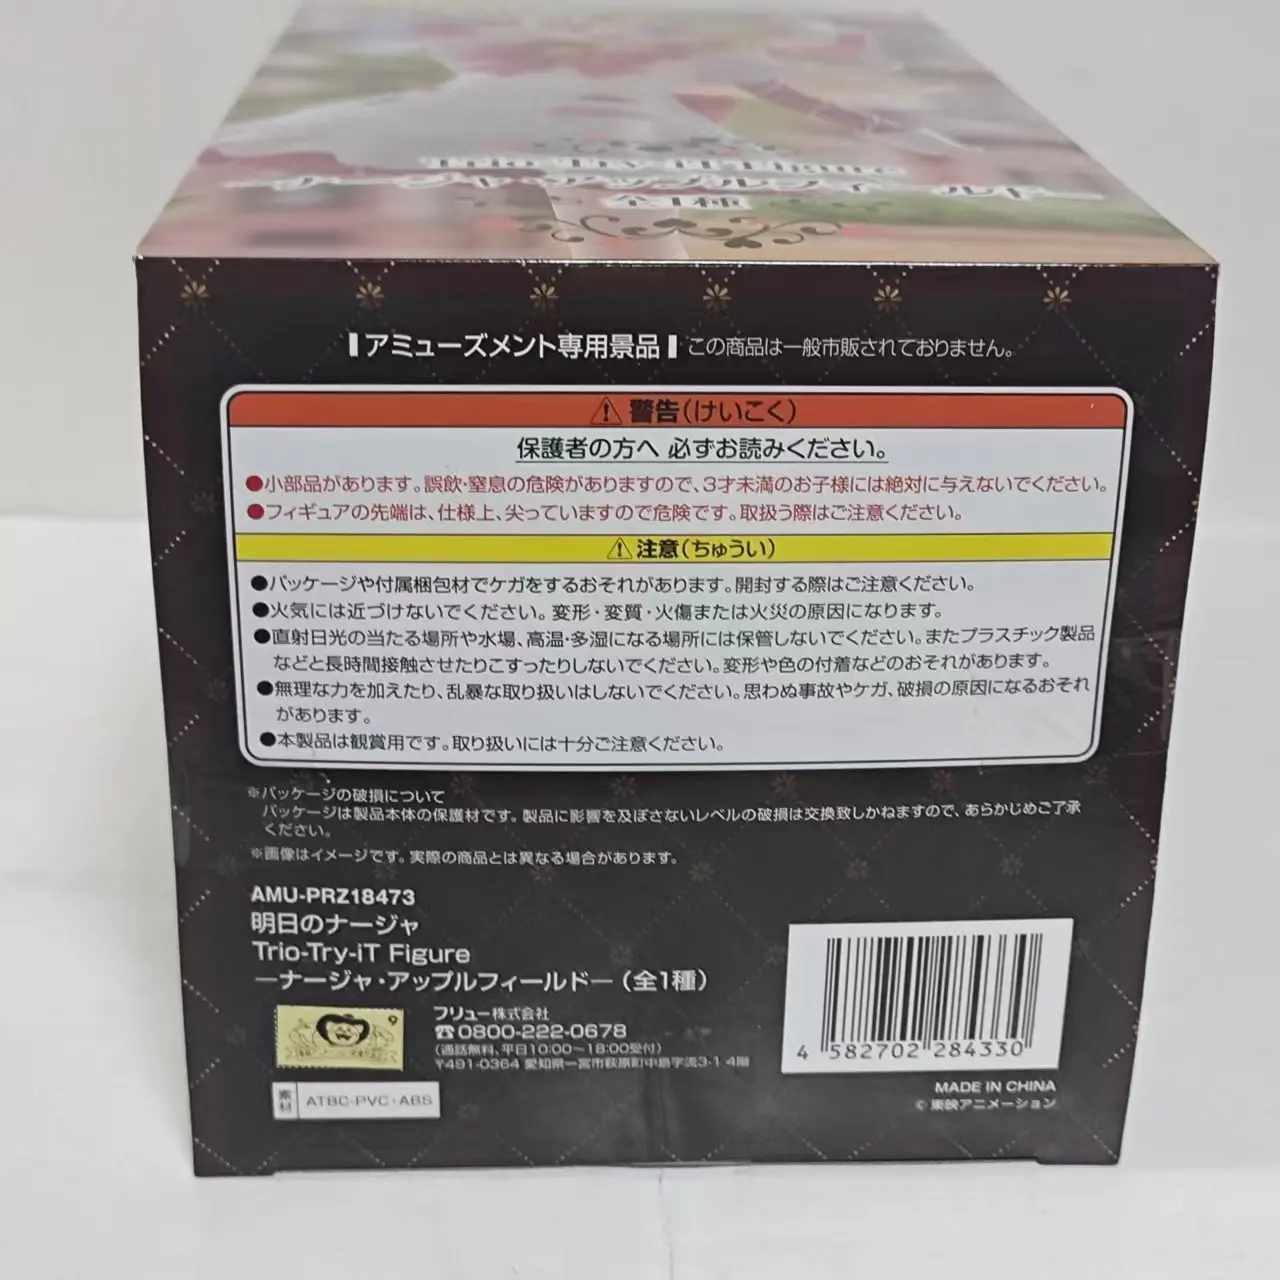 Trio-Try-iT Figure
―ナージャ・アップルフィールド―
全1種
アミューズメント専用景品 この商品は一般市販されておりません。
警告(けいこく)
保護者の方へ 必ずお読みください。
●小部品があります。誤飲・窒息の危険がありますので、3才未満のお子様には絶対に与えないでください。
●フィギュアの先端は、仕様上、尖っていますので危険です。取扱う際はご注意ください。
注意(ちゅうい)
●パッケージや付属梱包材でケガをするおそれがあります。開封する際はご注意ください。
●火気には近づけないでください。変形・変質・火傷または火災の原因になります。
●直射日光の当たる場所や水場、高温・多湿になる場所には保管しないでください。またプラスチック製品
などと長時間接触させたりこすったりしないでください。変形や色の付着などのおそれがあります。
●無理な力を加えたり、乱暴な取り扱いはしないでください。思わぬ事故やケガ、破損の原因になるおそれ
があります。
●本製品は観賞用です。取り扱いには十分ご注意ください。
※パッケージの破損について
パッケージは製品本体の保護材です。製品に影響を及ぼさないレベルの破損は交換致しかねますので、あらかじめご了承
ください。
※画像はイメージです。実際の商品とは異なる場合があります。
AMU-PRZ18473
明日のナージャ
Trio-Try-iT Figure
―ナージャ・アップルフィールド―(全1種)
フリュー株式会社
☎0800-222-0678
(通話無料、平日10:00～18:00受付)
〒491-0364 愛知県一宮市萩原町中島字流3-1 4階
素材 ATBC-PVC・ABS
4 582702 284330
MADE IN CHINA
© 東映アニメーション